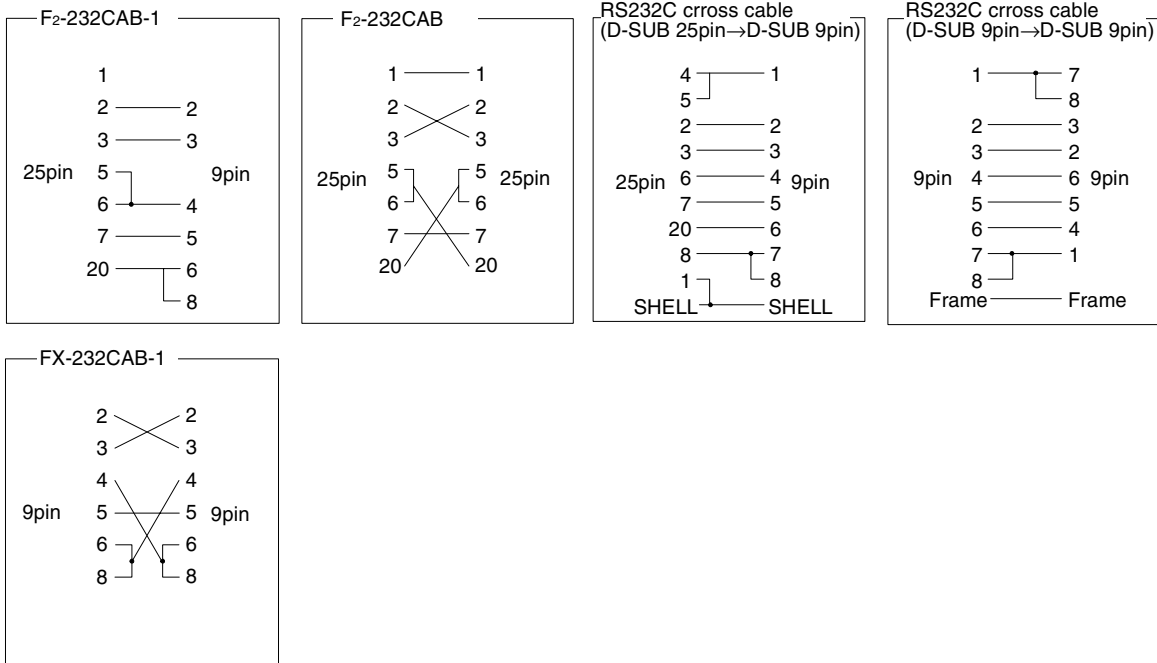 F2-232CAB-1
1
2 2
3 3
25pin 5 9pin
6 4
7 5
20 6
8
F2-232CAB
1 1
2 2
3 3
25pin 5 5 25pin
6 6
7 7
20 20
RS232C crross cable
(D-SUB 25pin→D-SUB 9pin)
4 1
5
2 2
3 3
25pin 6 4 9pin
7 5
20 6
8 7
1 8
SHELL SHELL
RS232C crross cable
(D-SUB 9pin→D-SUB 9pin)
1 7
8
2 3
3 2
9pin 4 6 9pin
5 5
6 4
7 1
8
Frame Frame
FX-232CAB-1
2 2
3 3
4 4
9pin 5 5 9pin
6 6
8 8